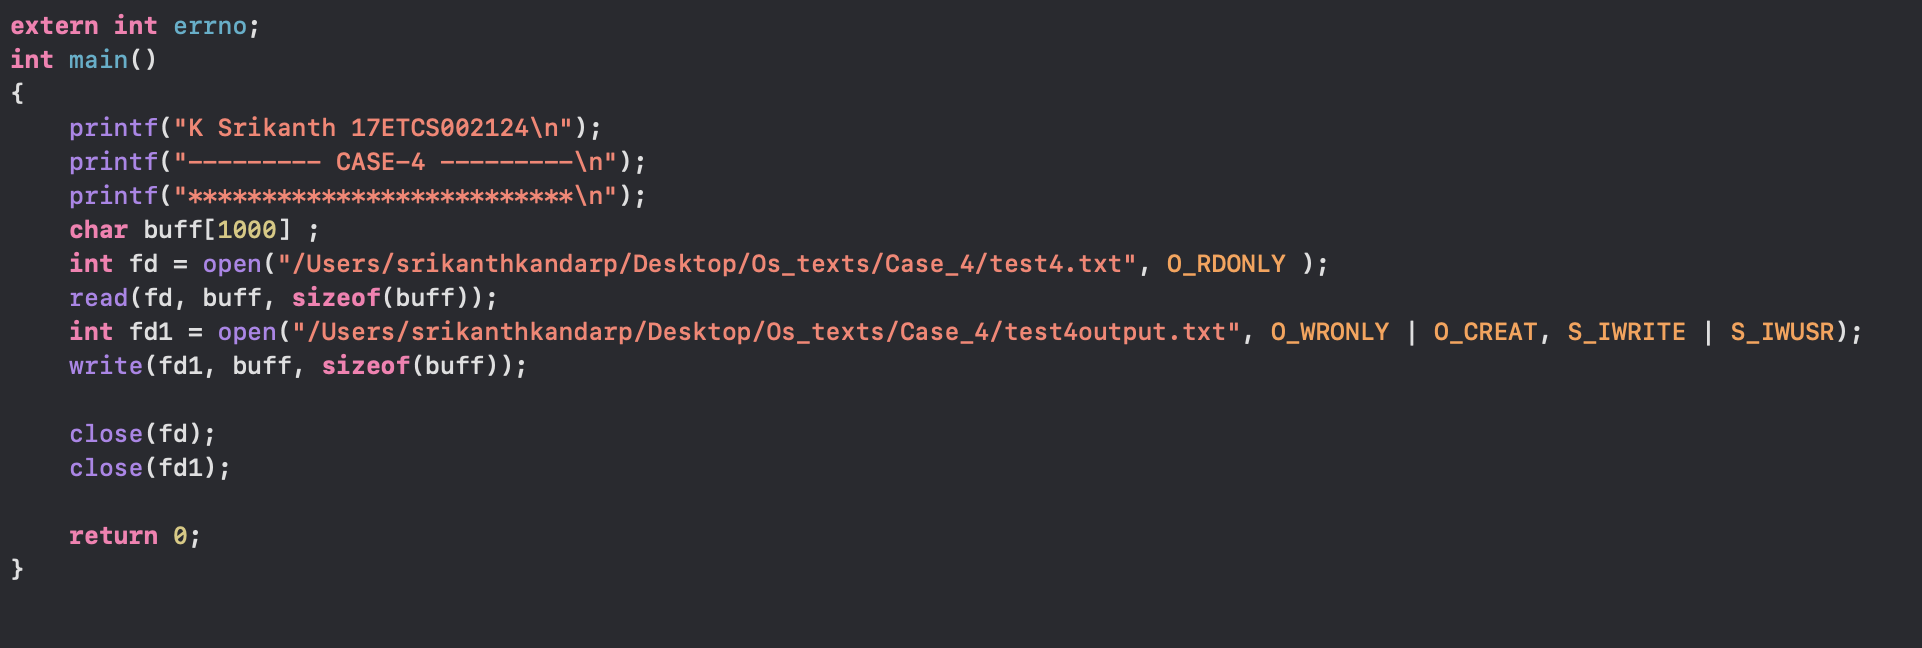 extern int errno;
int main()
{
    printf("K Srikanth 17ETCS002124\n");
    printf("--------- CASE-4 ---------\n");
    printf("**************************\n");
    char buff[1000] ;
    int fd = open("/Users/srikanthkandarp/Desktop/Os_texts/Case_4/test4.txt", O_RDONLY );
    read(fd, buff, sizeof(buff));
    int fd1 = open("/Users/srikanthkandarp/Desktop/Os_texts/Case_4/test4output.txt", O_WRONLY | O_CREAT, S_IWRITE | S_IWUSR);
    write(fd1, buff, sizeof(buff));
    close(fd);
    close(fd1);
    return 0;
}